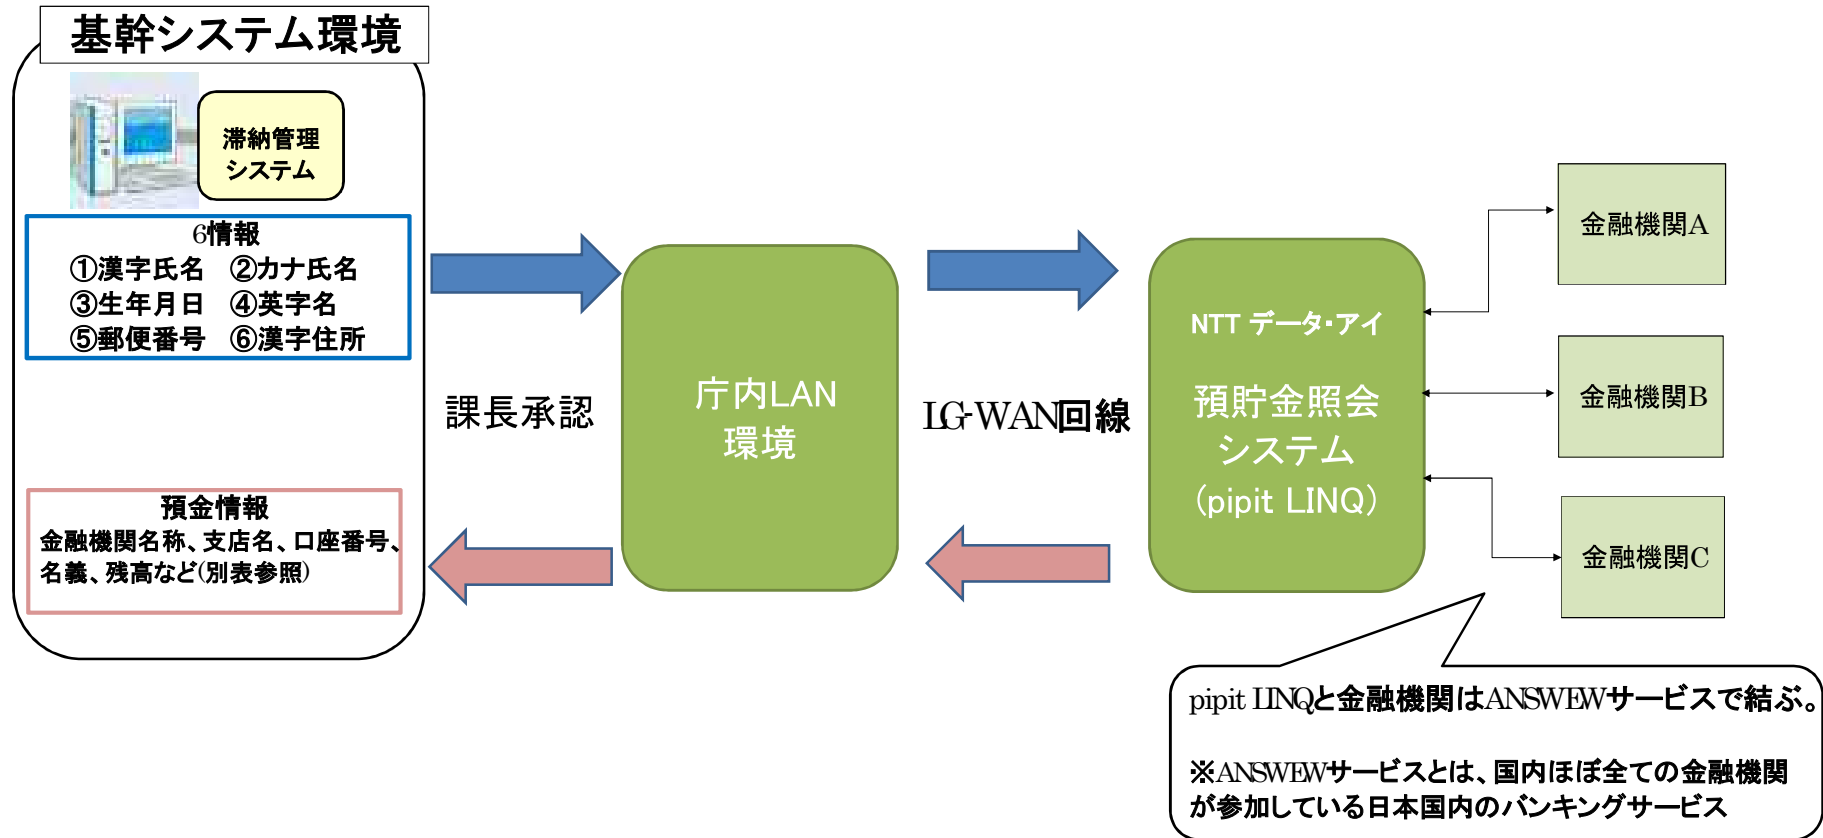 基幹システム環境
滞納管理
システム
6情報
①漢字氏名 ②カナ氏名
③生年月日 ④英字名
⑤郵便番号 ⑥漢字住所
預金情報
金融機関名称、支店名、口座番号、
名義、残高など(別表参照)
課長承認
庁内LAN
環境
LG-WAN回線
NTT データ・アイ
預貯金照会
システム
(pipit LINQ)
金融機関A
金融機関B
金融機関C
pipit LINQと金融機関はANSWEWサービスで結ぶ。
※ANSWEWサービスとは、国内ほぼ全ての金融機関
が参加している日本国内のバンキングサービス